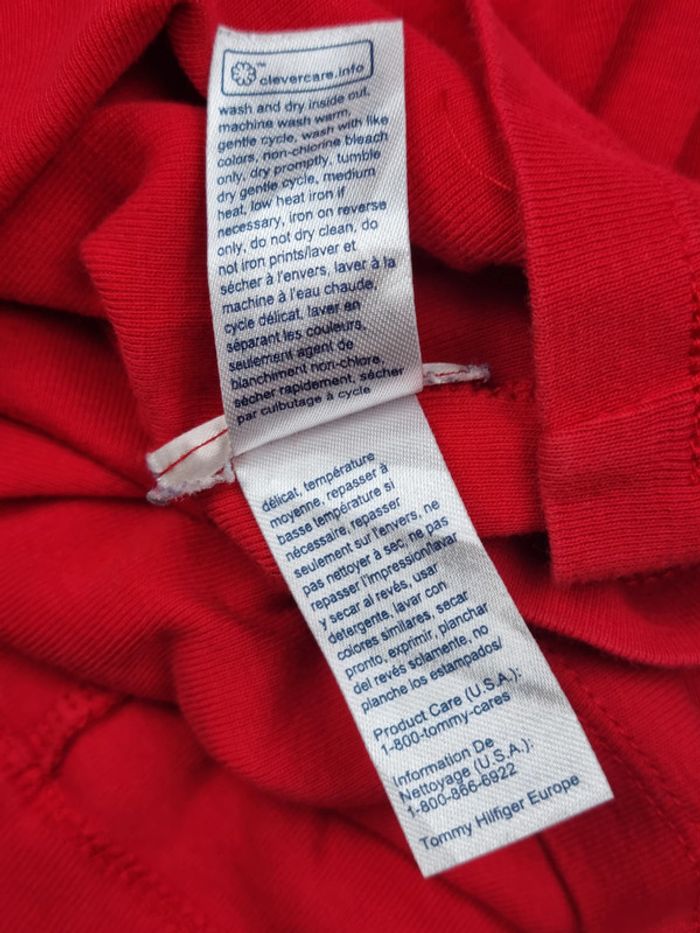 ™
clevercare.info
wash and dry inside out,
machine wash warm,
gentle cycle, wash with like
colors, non-chlorine bleach
only, dry promptly, tumble
dry gentle cycle, medium
heat, low heat iron if
necessary, iron on reverse
only, do not dry clean, do
not iron prints/laver et
sécher à l'envers, laver à la
machine à l'eau chaude,
cycle délicat, laver en
séparant les couleurs,
seulement agent de
blanchiment non-chlore,
sécher rapidement, sécher
par culbutage à cycle
délicat, température
moyenne, repasser à
basse température si
nécessaire, repasser
seulement sur l'envers, ne
pas nettoyer à sec, ne pas
repasser l'impression/lavar
y secar al revés, usar
detergente, lavar con
colores similares, secar
pronto, exprimir, planchar
del revés solamente, no
planche los estampados/
Product Care (U.S.A.):
1-800-tommy-cares
Information De
Nettoyage (U.S.A.):
1-800-866-6922
Tommy Hilfiger Europe